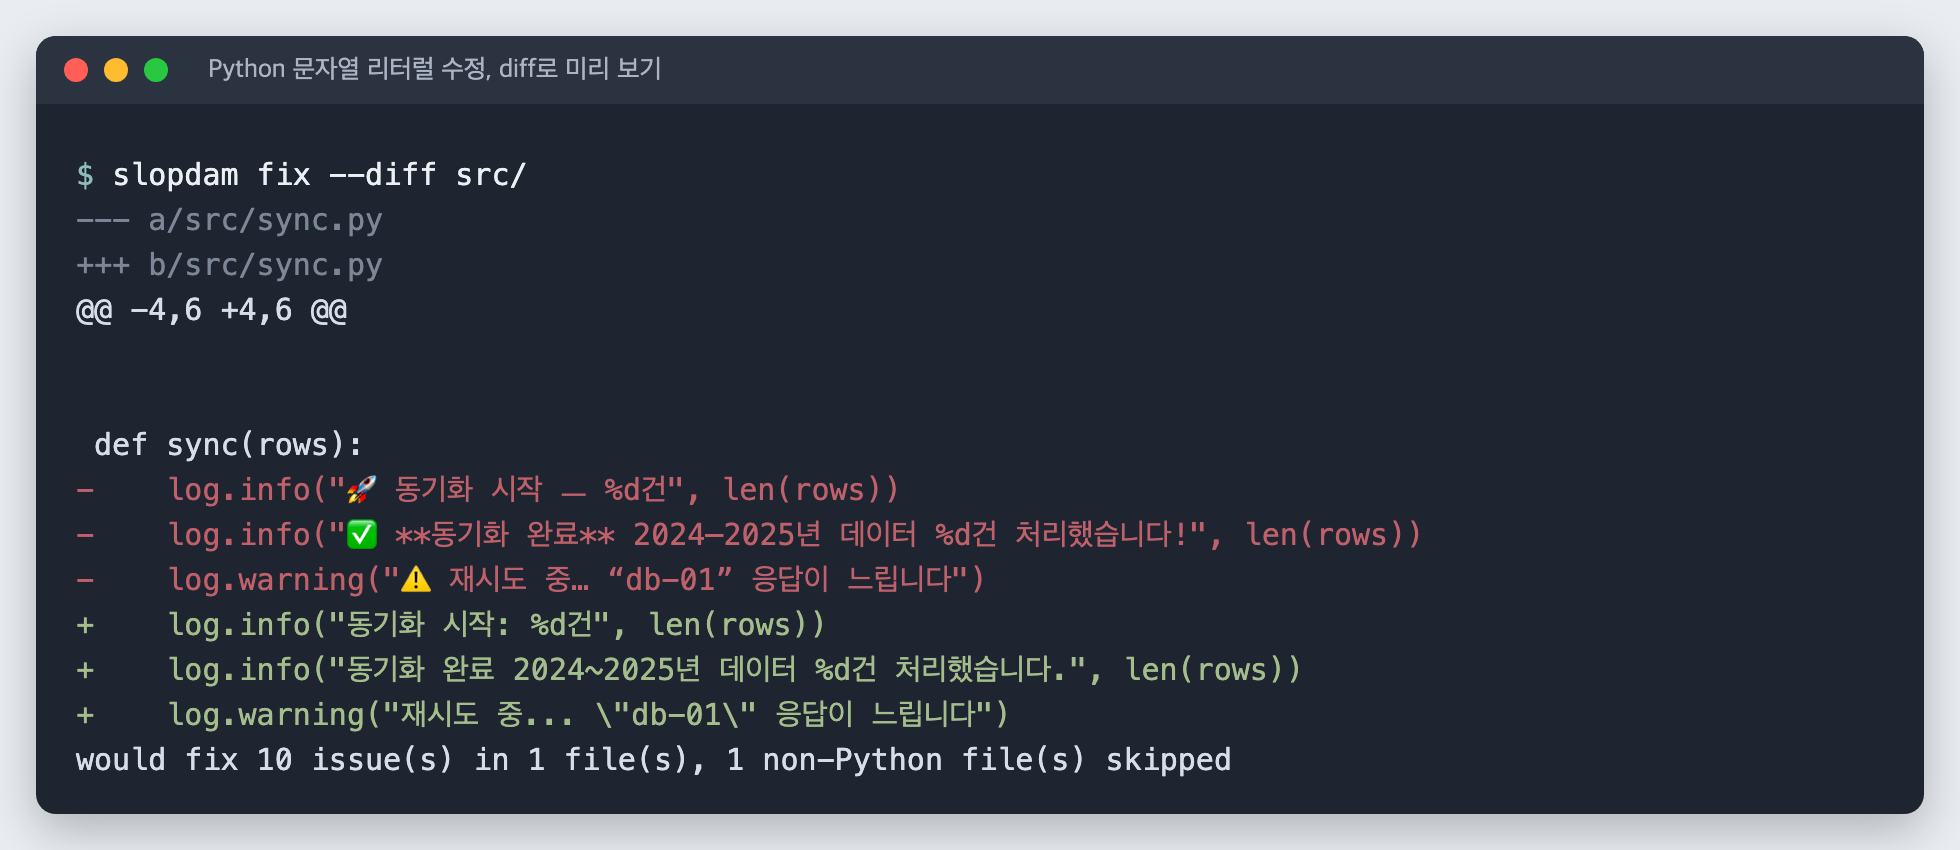 Python 문자열 리터럴 수정, diff로 미리 보기
$ slopdam fix --diff src/
--- a/src/sync.py
+++ b/src/sync.py
@@ -4,6 +4,6 @@
 def sync(rows):
-    log.info("🚀 동기화 시작 — %d건", len(rows))
-    log.info("✅ **동기화 완료** 2024–2025년 데이터 %d건 처리했습니다!", len(rows))
-    log.warning("⚠️ 재시도 중… “db-01” 응답이 느립니다")
+    log.info("동기화 시작: %d건", len(rows))
+    log.info("동기화 완료 2024~2025년 데이터 %d건 처리했습니다.", len(rows))
+    log.warning("재시도 중... \"db-01\" 응답이 느립니다")
would fix 10 issue(s) in 1 file(s), 1 non-Python file(s) skipped